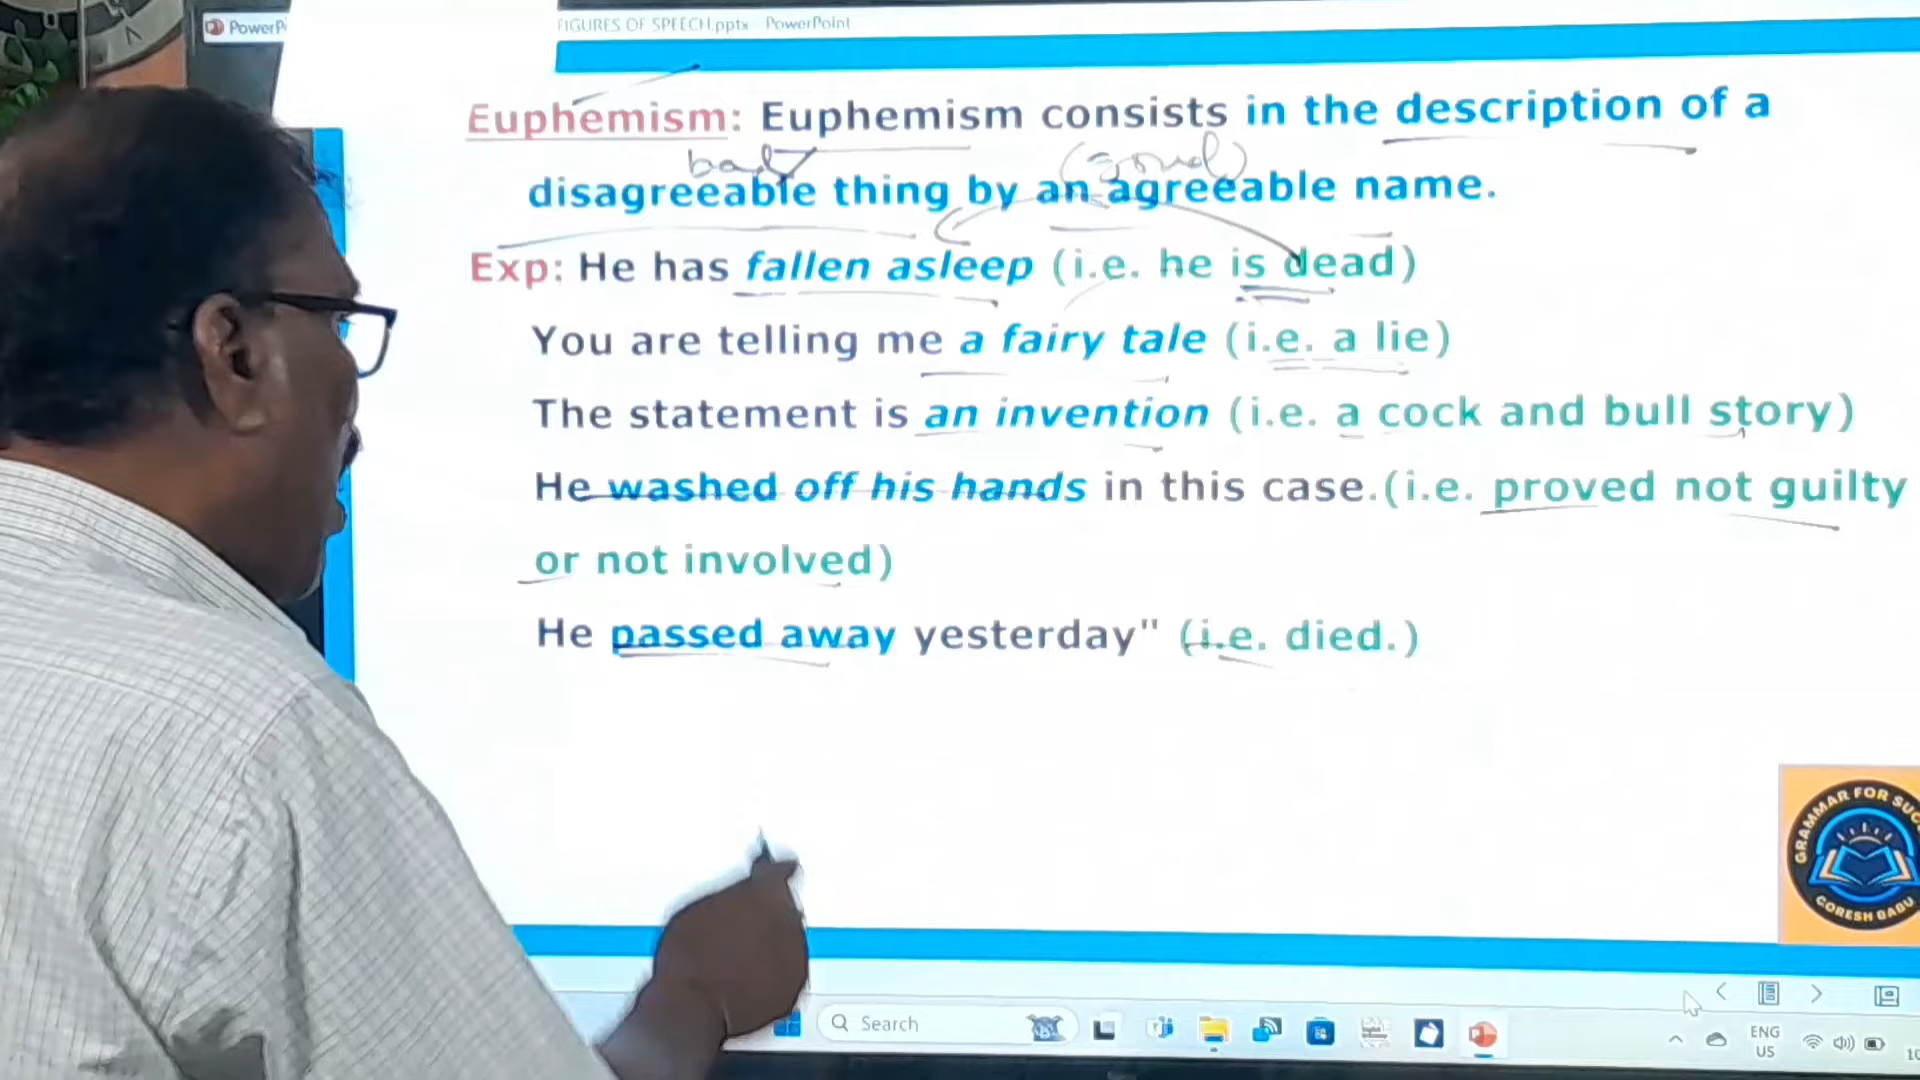 PowerP
FIGURES OF SPEECH.pptx - PowerPoint
Euphemism: Euphemism consists in the description of a
bad (good)
disagreeable thing by an agreeable name.
Exp: He has fallen asleep (i.e. he is dead)
You are telling me a fairy tale (i.e. a lie)
The statement is an invention (i.e. a cock and bull story)
He washed off his hands in this case.(i.e. proved not guilty
or not involved)
He passed away yesterday" (i.e. died.)
GRAMMAR FOR SUC
CORESH BABU
Search
ENG
US
10